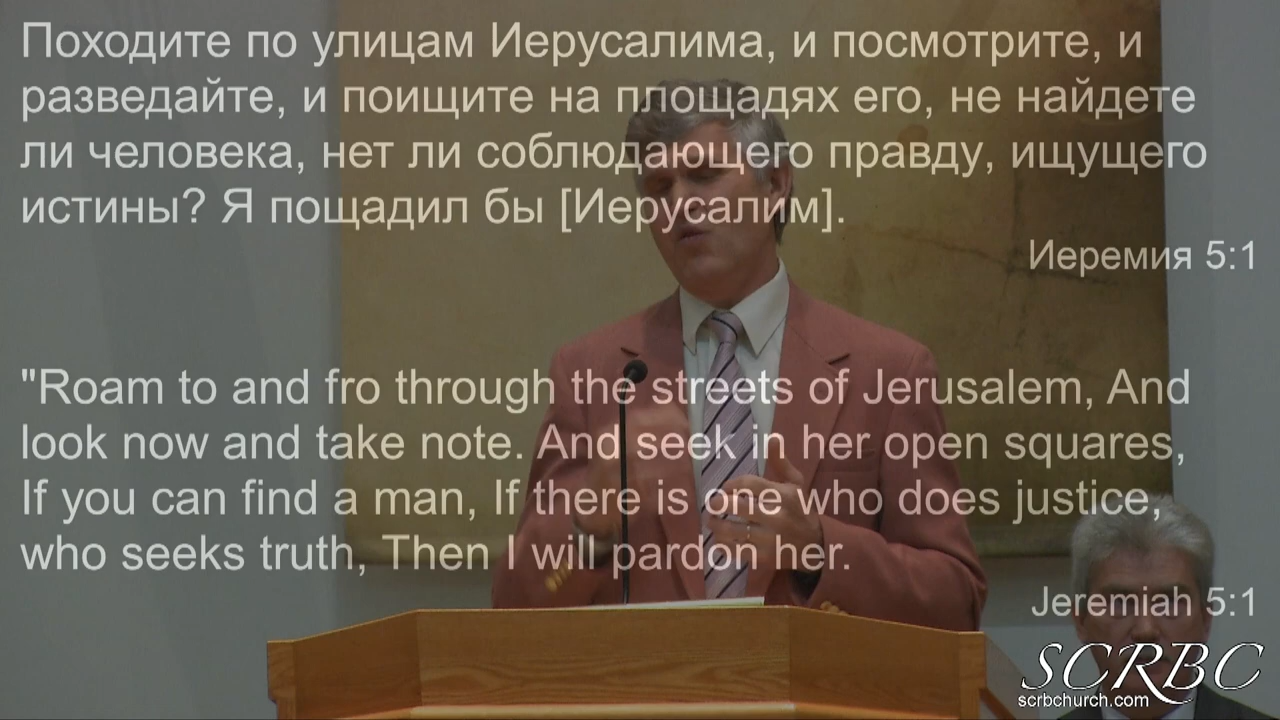 Походите по улицам Иерусалима, и посмотрите, и
разведайте, и поищите на площадях его, не найдете
ли человека, нет ли соблюдающего правду, ищущего
истины? Я пощадил бы [Иерусалим].
Иеремия 5:1
"Roam to and fro through the streets of Jerusalem, And
look now and take note. And seek in her open squares,
If you can find a man, If there is one who does justice,
who seeks truth, Then I will pardon her.
Jeremiah 5:1
SCRBC
scrbchurch.com